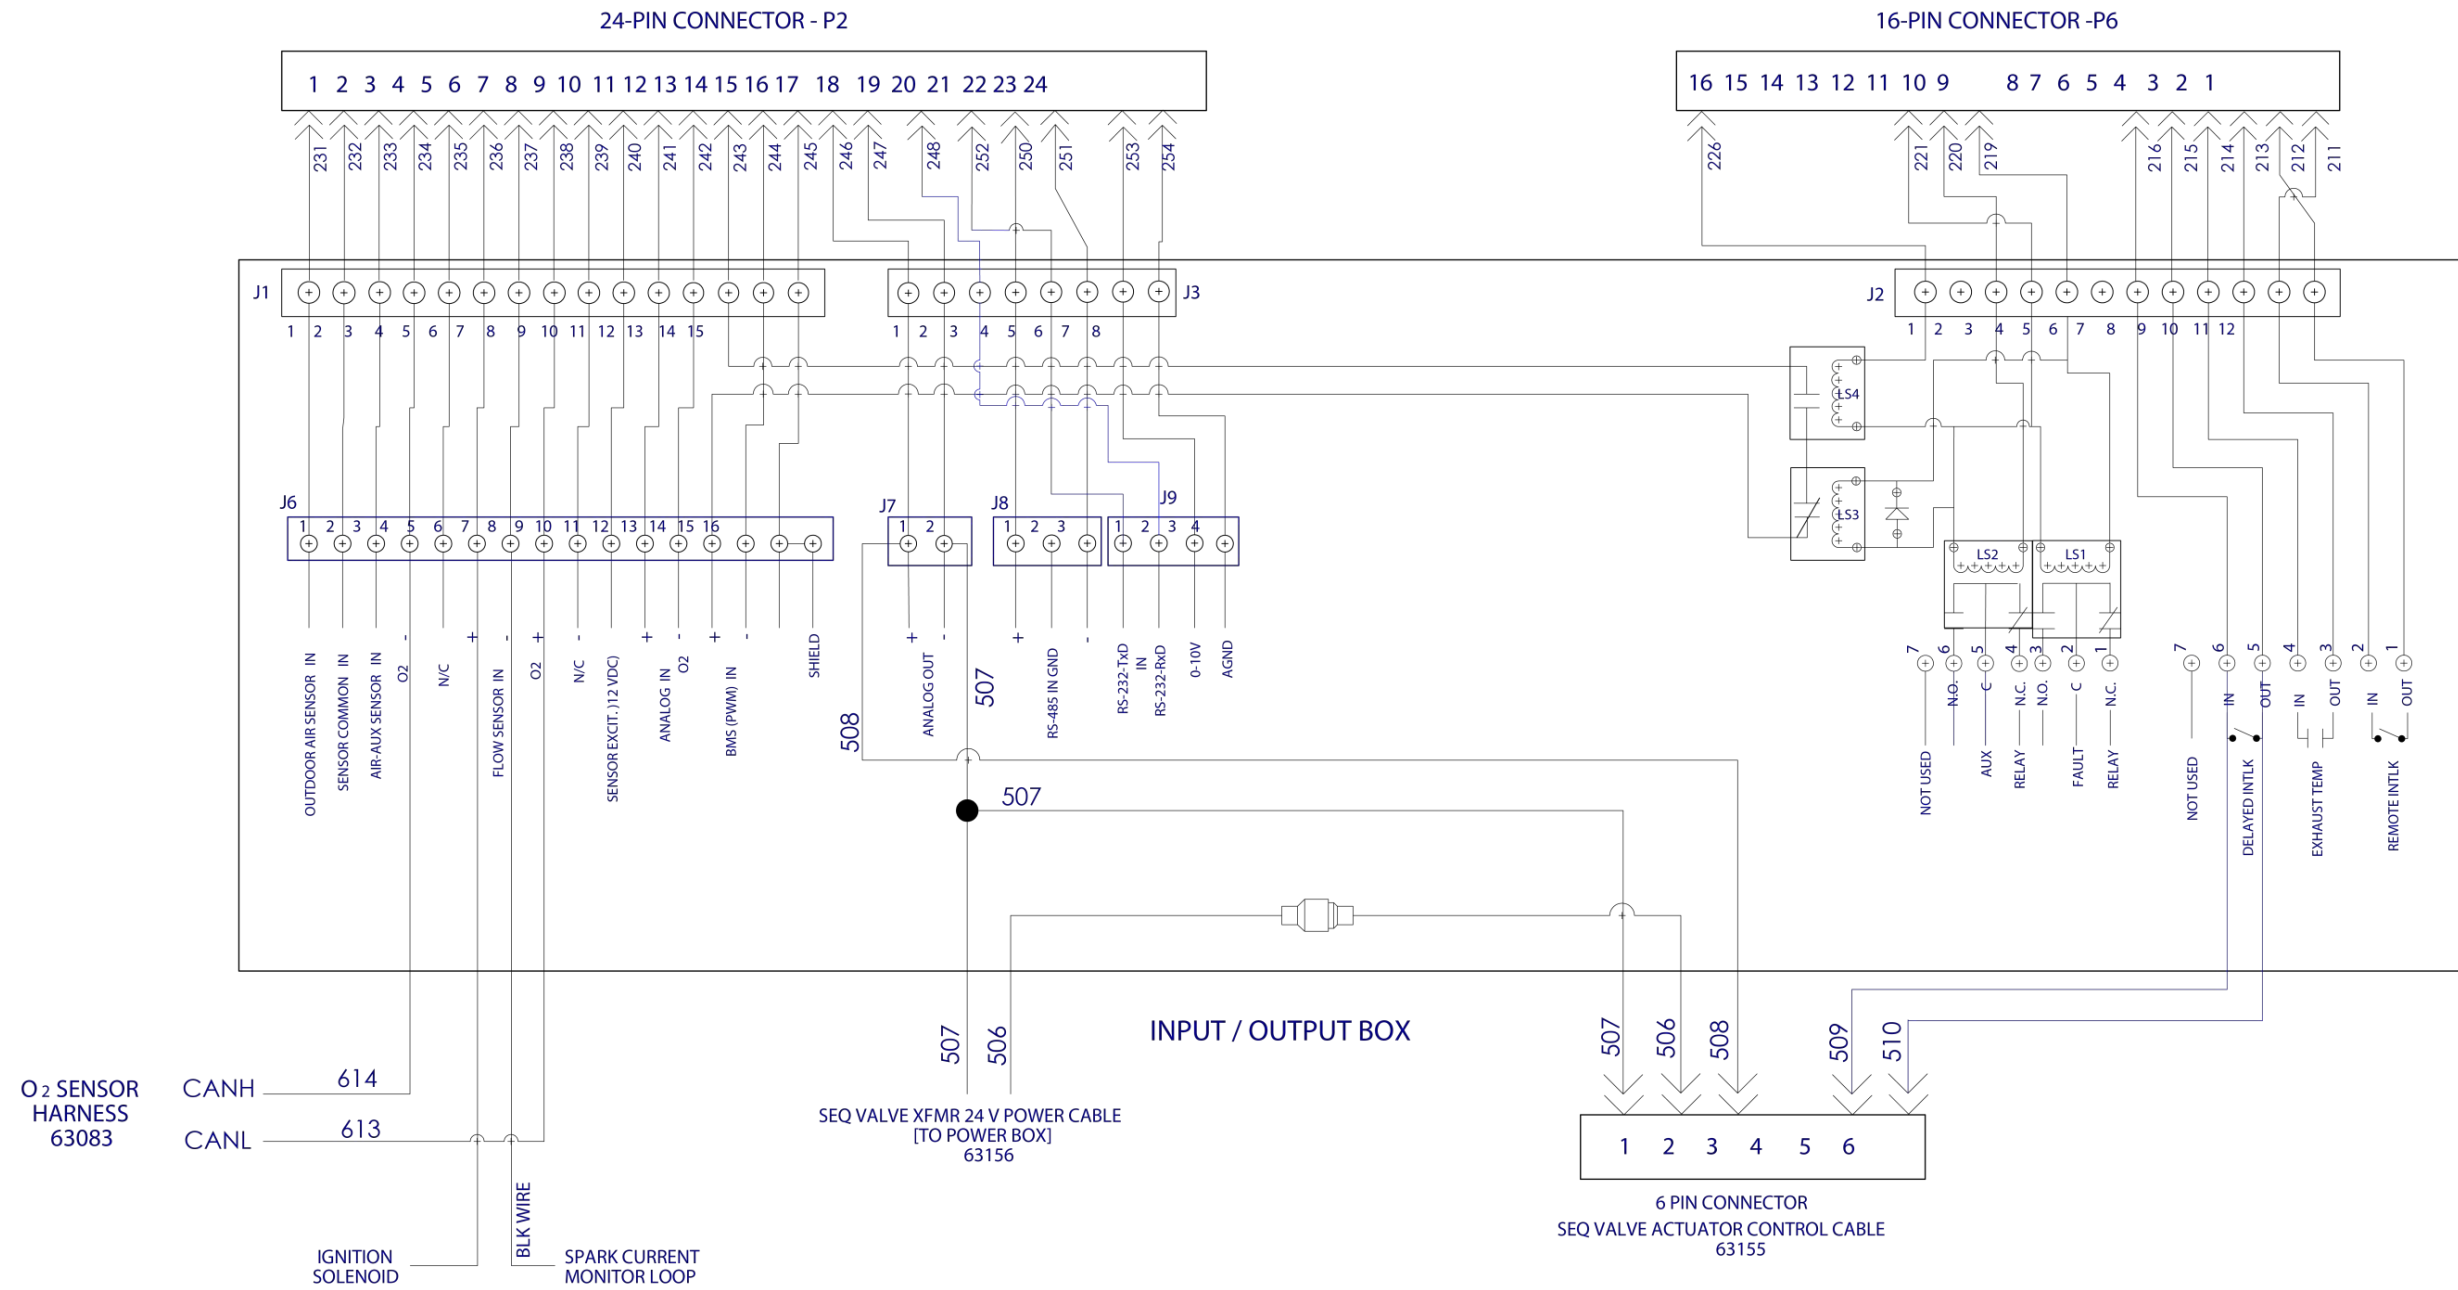 24-PIN CONNECTOR - P2
16-PIN CONNECTOR -P6
1 2 3 4 5 6 7 8 9 10 11 12 13 14 15 16 17 18 19 20 21 22 23 24
16 15 14 13 12 11 10 9 8 7 6 5 4 3 2 1
231 232 233 234 235 236 237 238 239 240 241 242 243 244 245 246 247 248 252 250 251 253 254
226 221 220 219 216 215 214 213 212 211
J1
J3
J2
1 2 3 4 5 6 7 8 9 10 11 12 13 14 15
1 2 3 4 5 6 7 8
1 2 3 4 5 6 7 8 9 10 11 12
LS4
LS3
J6
J7
J8
J9
1 2 3 4 5 6 7 8 9 10 11 12 13 14 15 16
1 2
1 2 3
1 2 3 4
LS2
LS1
OUTDOOR AIR SENSOR IN
SENSOR COMMON IN
AIR-AUX SENSOR IN
- O2
N/C
+ -
FLOW SENSOR IN
+ O2
- N/C
SENSOR EXCIT. )12 VDC)
+ -
ANALOG IN
O2
+ -
BMS (PWM) IN
SHIELD
+ -
ANALOG OUT
507
508
+ -
RS-485 IN GND
RS-232-TxD
IN
RS-232-RxD
0-10V
AGND
7 6 5 4 3 2 1
N.O. C N.C. N.O. C N.C.
NOT USED
AUX
RELAY
FAULT
RELAY
7 6 5 4 3 2 1
IN OUT IN OUT IN OUT
NOT USED
DELAYED INTLK
EXHAUST TEMP
REMOTE INTLK
507
INPUT / OUTPUT BOX
507 506
507 506 508 509 510
O2 SENSOR
HARNESS
63083
CANH 614
CANL 613
SEQ VALVE XFMR 24 V POWER CABLE
[TO POWER BOX]
63156
1 2 3 4 5 6
6 PIN CONNECTOR
SEQ VALVE ACTUATOR CONTROL CABLE
63155
BLK WIRE
IGNITION
SOLENOID
SPARK CURRENT
MONITOR LOOP